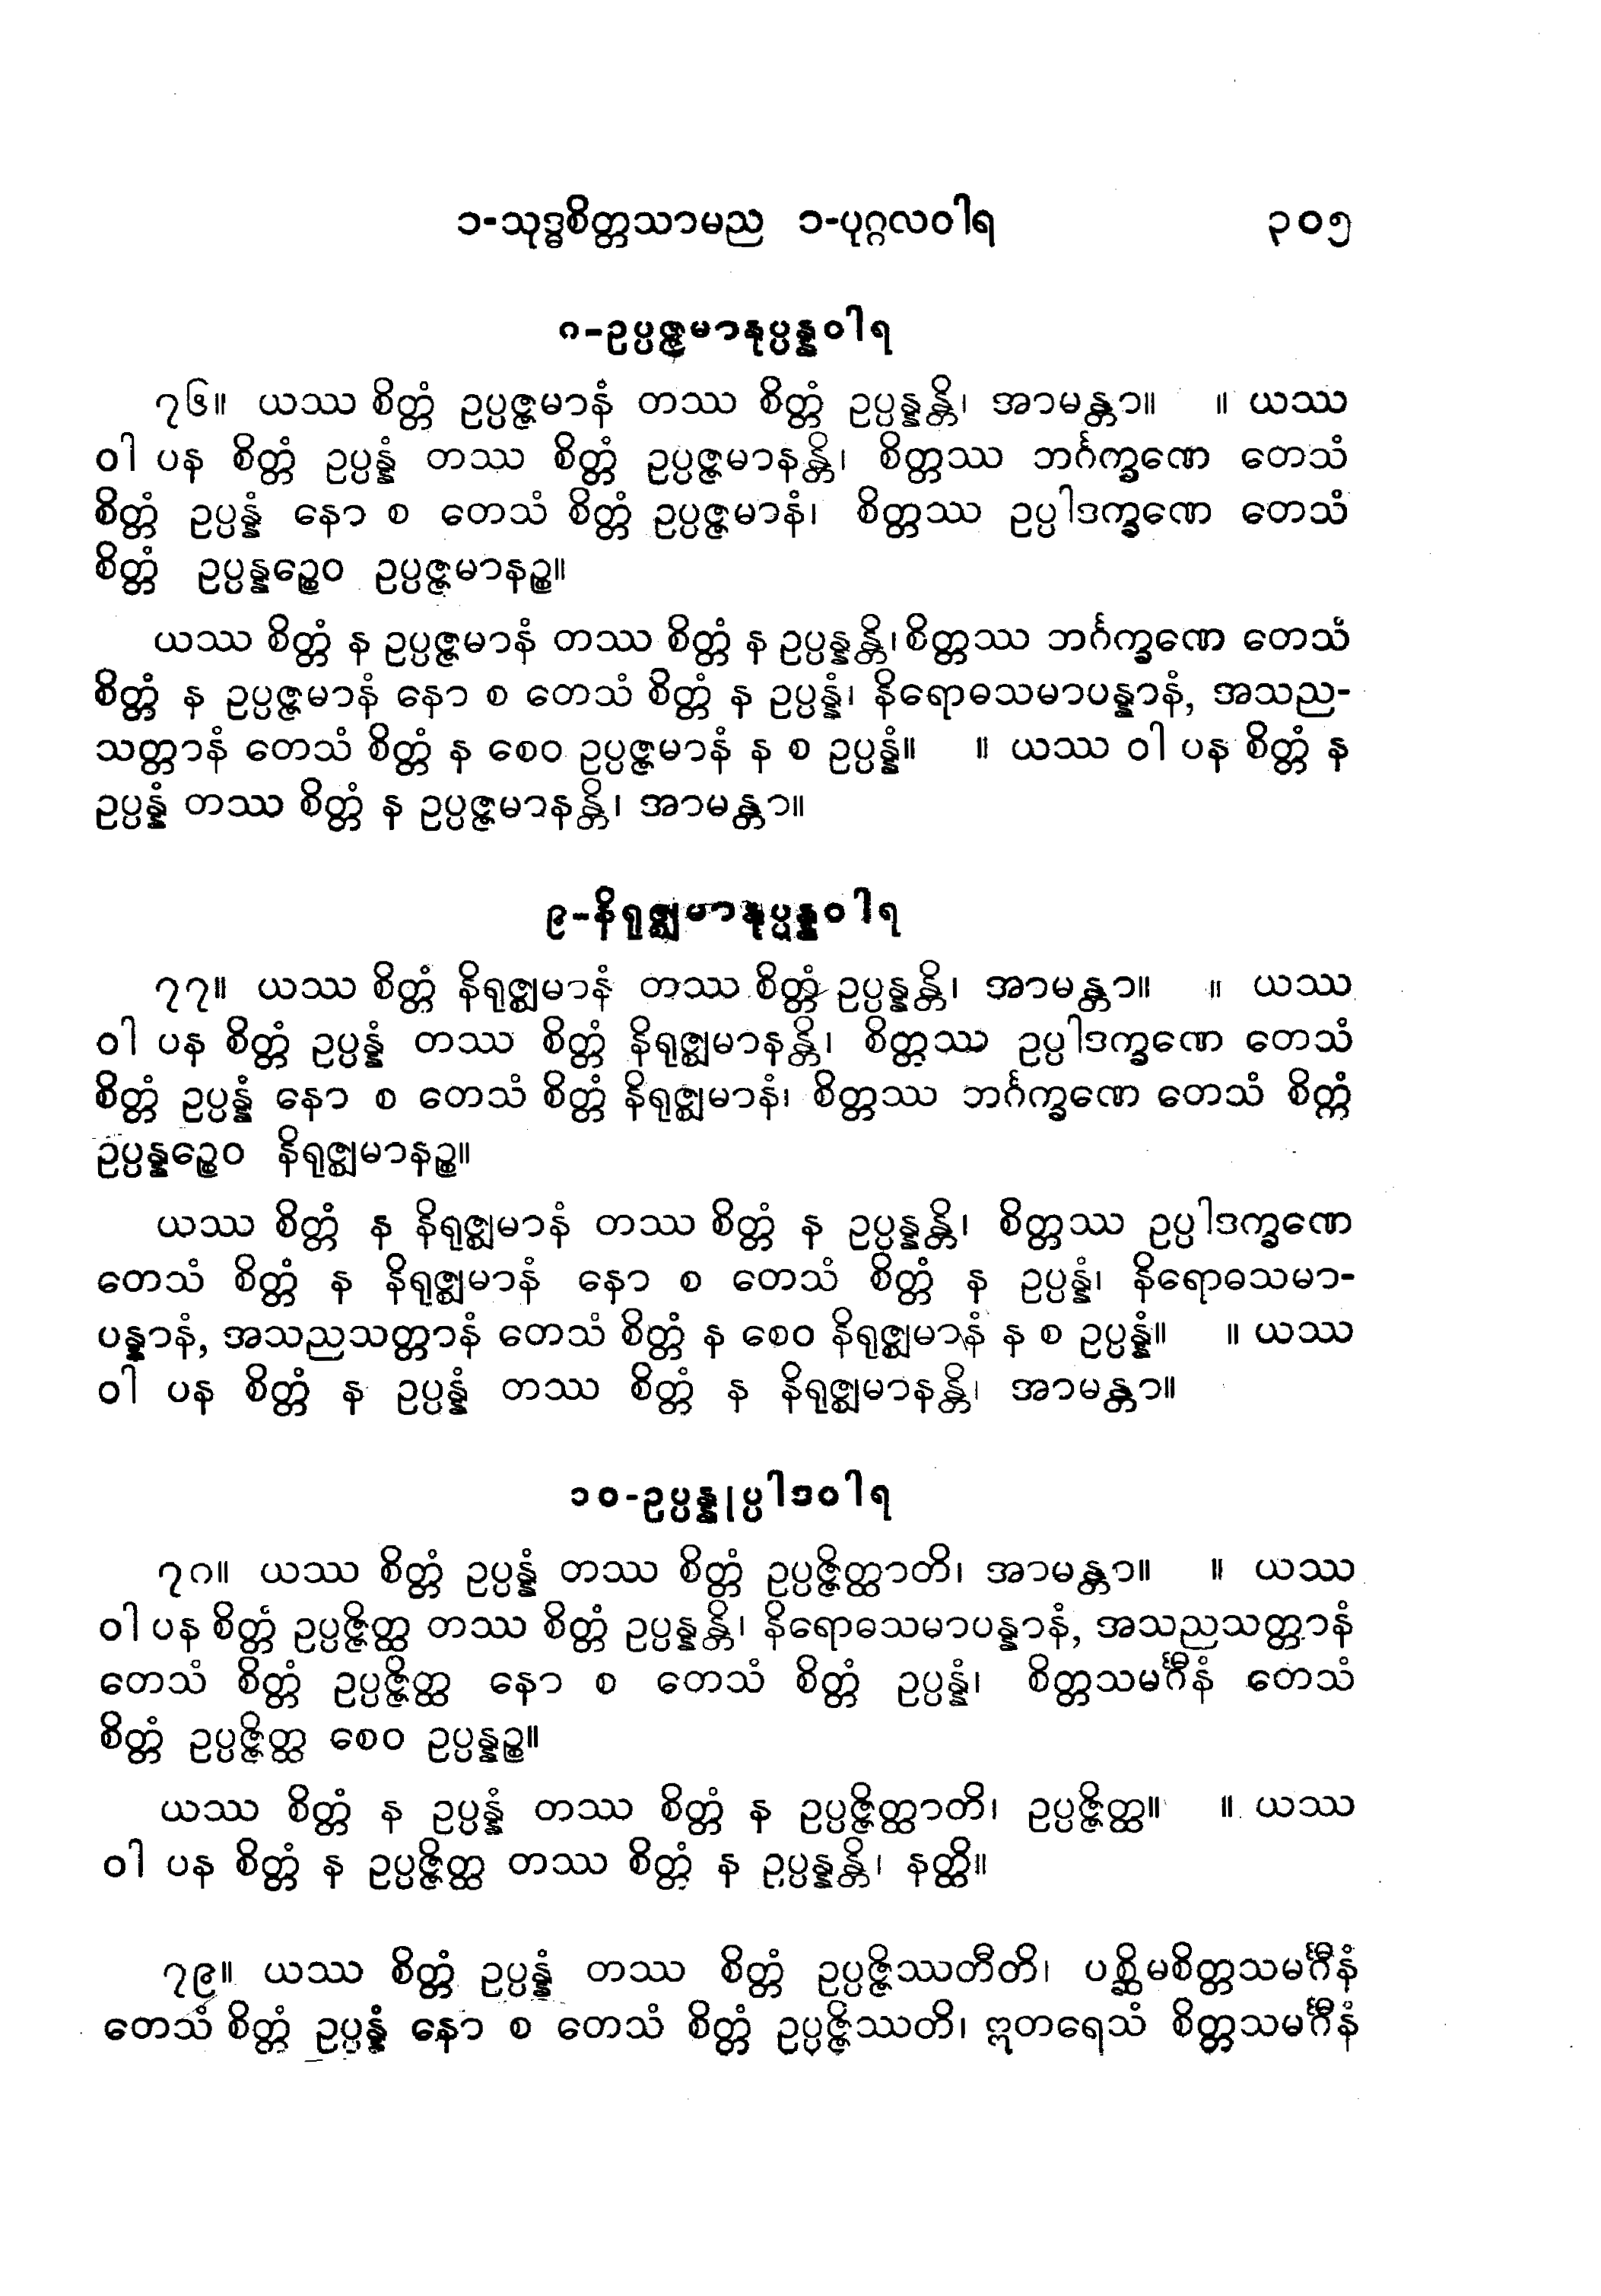 ၁-သုဒ္ဓစိတ္တသာမည ၁-ပုဂ္ဂလဝါရ ၃၀၅
၈-ဥပ္ပဇ္ဇမာနုပ္ပန္နဝါရ
၇၆။ ယဿ စိတ္တံ ဥပ္ပဇ္ဇမာနံ တဿ စိတ္တံ ဥပ္ပန္နန္တိ၊ အာမန္တာ။ ။ ယဿ
ဝါ ပန စိတ္တံ ဥပ္ပန္နံ တဿ စိတ္တံ ဥပ္ပဇ္ဇမာနန္တိ၊ စိတ္တဿ ဘင်္ဂက္ခဏေ တေသံ
စိတ္တံ ဥပ္ပန္နံ နော စ တေသံ စိတ္တံ ဥပ္ပဇ္ဇမာနံ၊ စိတ္တဿ ဥပ္ပါဒက္ခဏေ တေသံ
စိတ္တံ ဥပ္ပန္နဉ္စေဝ ဥပ္ပဇ္ဇမာနဉ္စ။
ယဿ စိတ္တံ န ဥပ္ပဇ္ဇမာနံ တဿ စိတ္တံ န ဥပ္ပန္နန္တိ၊ စိတ္တဿ ဘင်္ဂက္ခဏေ တေသံ
စိတ္တံ န ဥပ္ပဇ္ဇမာနံ နော စ တေသံ စိတ္တံ န ဥပ္ပန္နံ၊ နိရောဓသမာပန္နာနံ, အသည-
သတ္တာနံ တေသံ စိတ္တံ န စေဝ ဥပ္ပဇ္ဇမာနံ န စ ဥပ္ပန္နံ။ ။ ယဿ ဝါ ပန စိတ္တံ န
ဥပ္ပန္နံ တဿ စိတ္တံ န ဥပ္ပဇ္ဇမာနန္တိ၊ အာမန္တာ။
၉-နိရုဇ္ဈမာနုပ္ပန္နဝါရ
၇၇။ ယဿ စိတ္တံ နိရုဇ္ဈမာနံ တဿ စိတ္တံ ဥပ္ပန္နန္တိ၊ အာမန္တာ။ ။ ယဿ
ဝါ ပန စိတ္တံ ဥပ္ပန္နံ တဿ စိတ္တံ နိရုဇ္ဈမာနန္တိ၊ စိတ္တဿ ဥပ္ပါဒက္ခဏေ တေသံ
စိတ္တံ ဥပ္ပန္နံ နော စ တေသံ စိတ္တံ နိရုဇ္ဈမာနံ၊ စိတ္တဿ ဘင်္ဂက္ခဏေ တေသံ စိတ္တံ
ဥပ္ပန္နဉ္စေဝ နိရုဇ္ဈမာနဉ္စ။
ယဿ စိတ္တံ န နိရုဇ္ဈမာနံ တဿ စိတ္တံ န ဥပ္ပန္နန္တိ၊ စိတ္တဿ ဥပ္ပါဒက္ခဏေ
တေသံ စိတ္တံ န နိရုဇ္ဈမာနံ နော စ တေသံ စိတ္တံ န ဥပ္ပန္နံ၊ နိရောဓသမာ-
ပန္နာနံ, အသညသတ္တာနံ တေသံ စိတ္တံ န စေဝ နိရုဇ္ဈမာနံ န စ ဥပ္ပန္နံ။ ။ ယဿ
ဝါ ပန စိတ္တံ န ဥပ္ပန္နံ တဿ စိတ္တံ န နိရုဇ္ဈမာနန္တိ၊ အာမန္တာ။
၁၀-ဥပ္ပန္နုပ္ပါဒဝါရ
၇၈။ ယဿ စိတ္တံ ဥပ္ပန္နံ တဿ စိတ္တံ ဥပ္ပဇ္ဇိတ္ထာတိ၊ အာမန္တာ။ ။ ယဿ
ဝါ ပန စိတ္တံ ဥပ္ပဇ္ဇိတ္ထ တဿ စိတ္တံ ဥပ္ပန္နန္တိ၊ နိရောဓသမာပန္နာနံ, အသညသတ္တာနံ
တေသံ စိတ္တံ ဥပ္ပဇ္ဇိတ္ထ နော စ တေသံ စိတ္တံ ဥပ္ပန္နံ၊ စိတ္တသမင်္ဂီနံ တေသံ
စိတ္တံ ဥပ္ပဇ္ဇိတ္ထ စေဝ ဥပ္ပန္နဉ္စ။
ယဿ စိတ္တံ န ဥပ္ပန္နံ တဿ စိတ္တံ န ဥပ္ပဇ္ဇိတ္ထာတိ၊ ဥပ္ပဇ္ဇိတ္ထ။ ။ ယဿ
ဝါ ပန စိတ္တံ န ဥပ္ပဇ္ဇိတ္ထ တဿ စိတ္တံ န ဥပ္ပန္နန္တိ၊ နတ္ထိ။
၇၉။ ယဿ စိတ္တံ ဥပ္ပန္နံ တဿ စိတ္တံ ဥပ္ပဇ္ဇိဿတီတိ၊ ပစ္ဆိမစိတ္တသမင်္ဂီနံ
တေသံ စိတ္တံ ဥပ္ပန္နံ နော စ တေသံ စိတ္တံ ဥပ္ပဇ္ဇိဿတိ၊ ဣတရေသံ စိတ္တသမင်္ဂီနံ